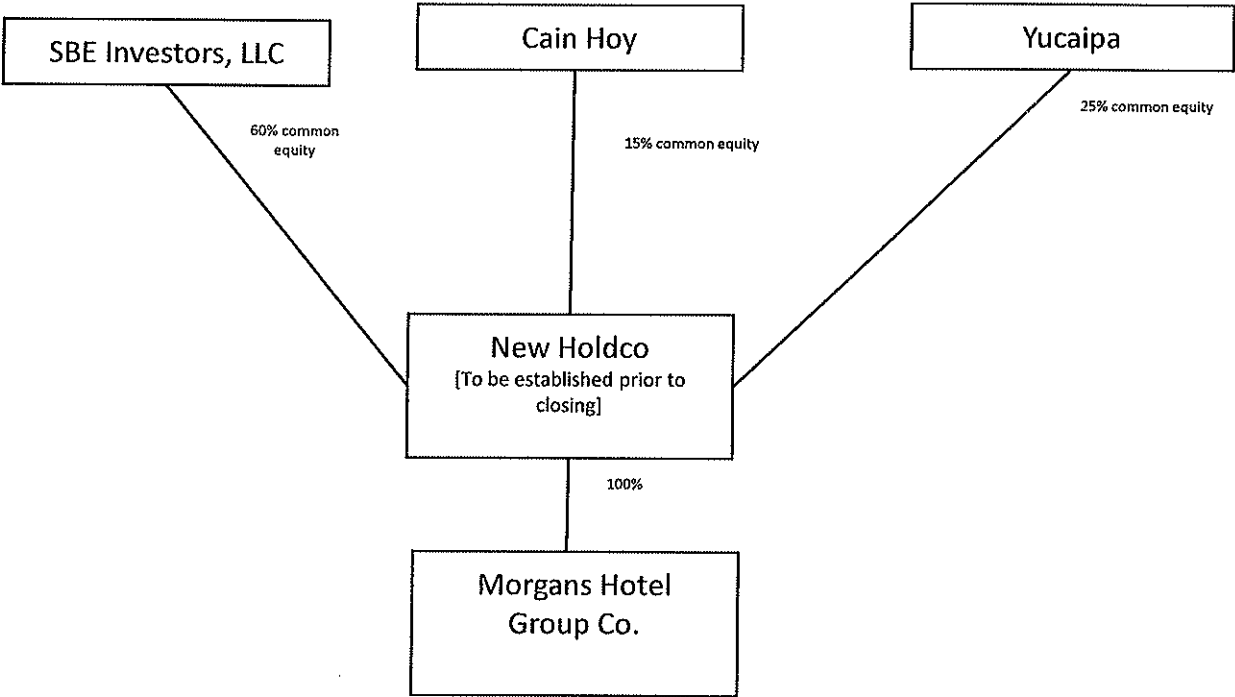 SBE Investors, LLC
Cain Hoy
Yucaipa
60% common
equity
15% common equity
25% common equity
New Holdco
[To be established prior to
closing]
100%
Morgans Hotel
Group Co.